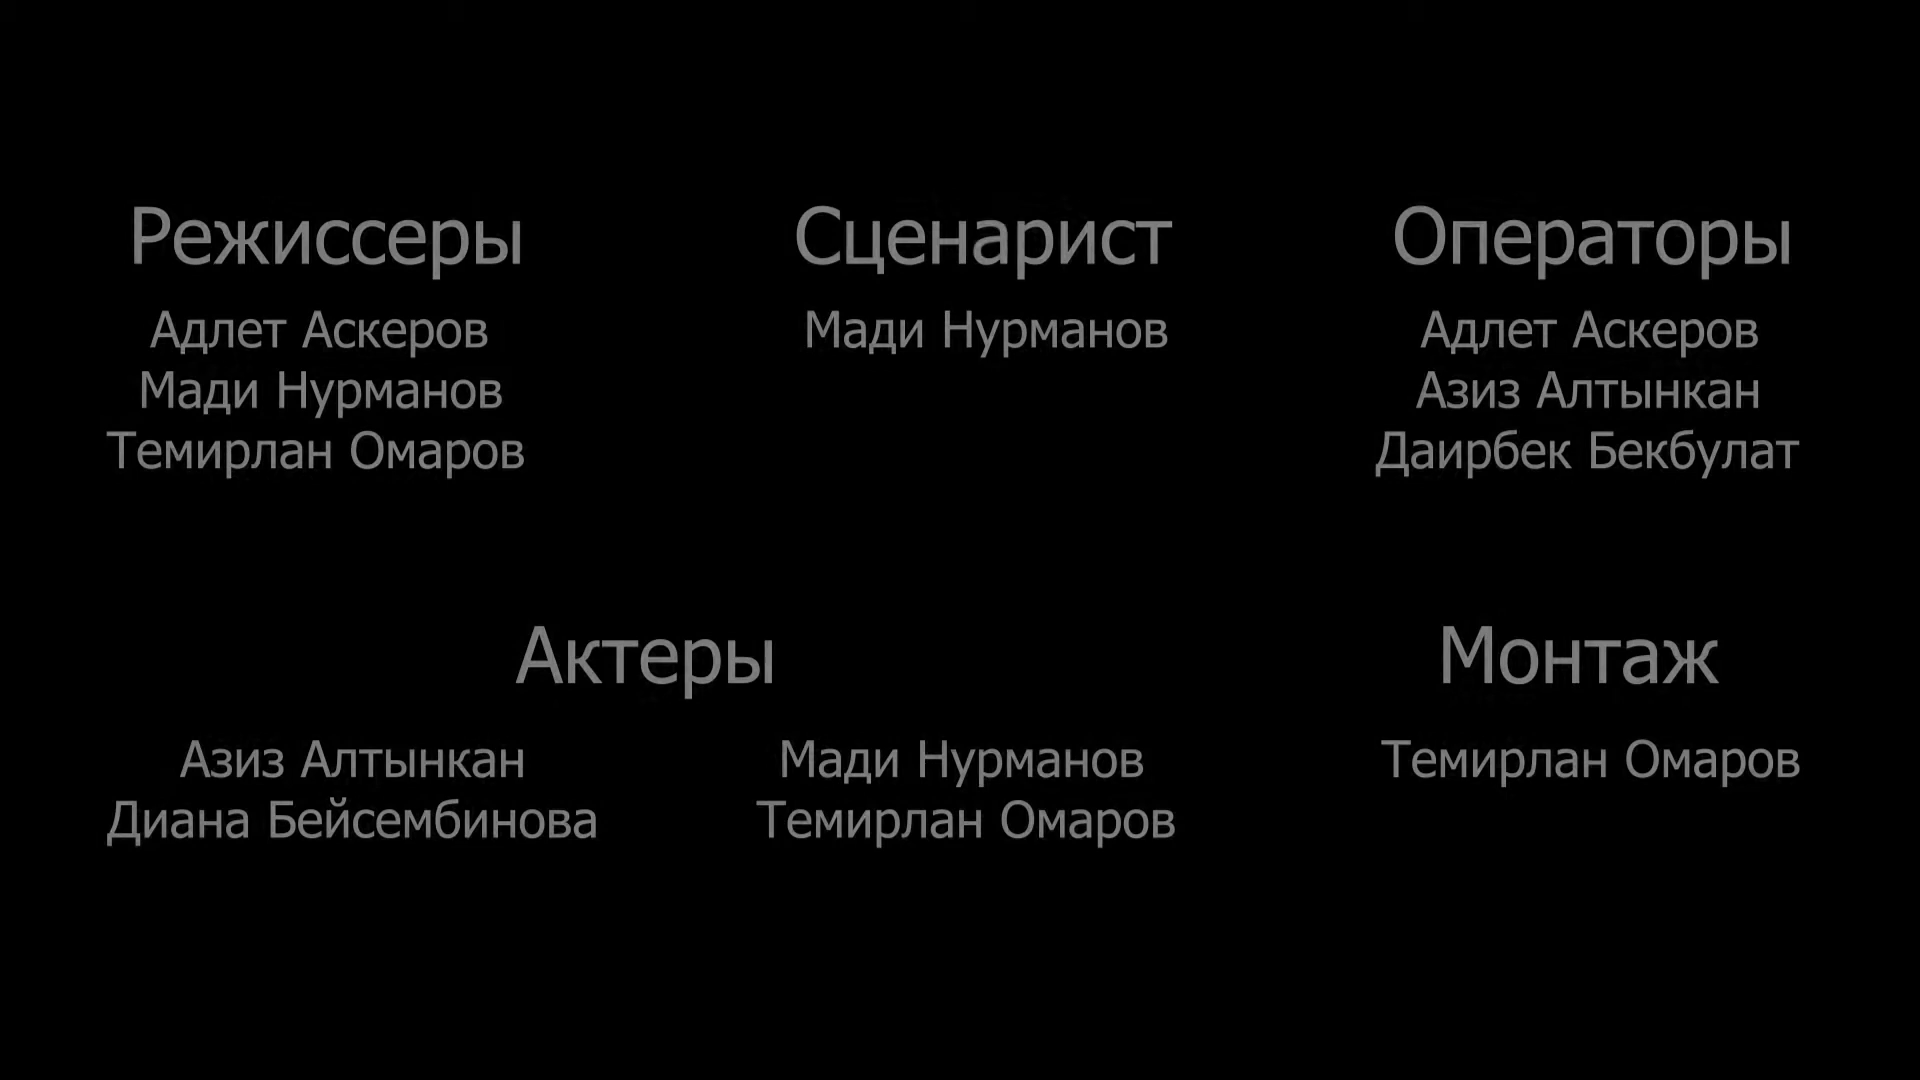 Режиссеры
Адлет Аскеров
Мади Нурманов
Темирлан Омаров
Сценарист
Мади Нурманов
Операторы
Адлет Аскеров
Азиз Алтынкан
Даирбек Бекбулат
Актеры
Азиз Алтынкан
Диана Бейсембинова
Мади Нурманов
Темирлан Омаров
Монтаж
Темирлан Омаров